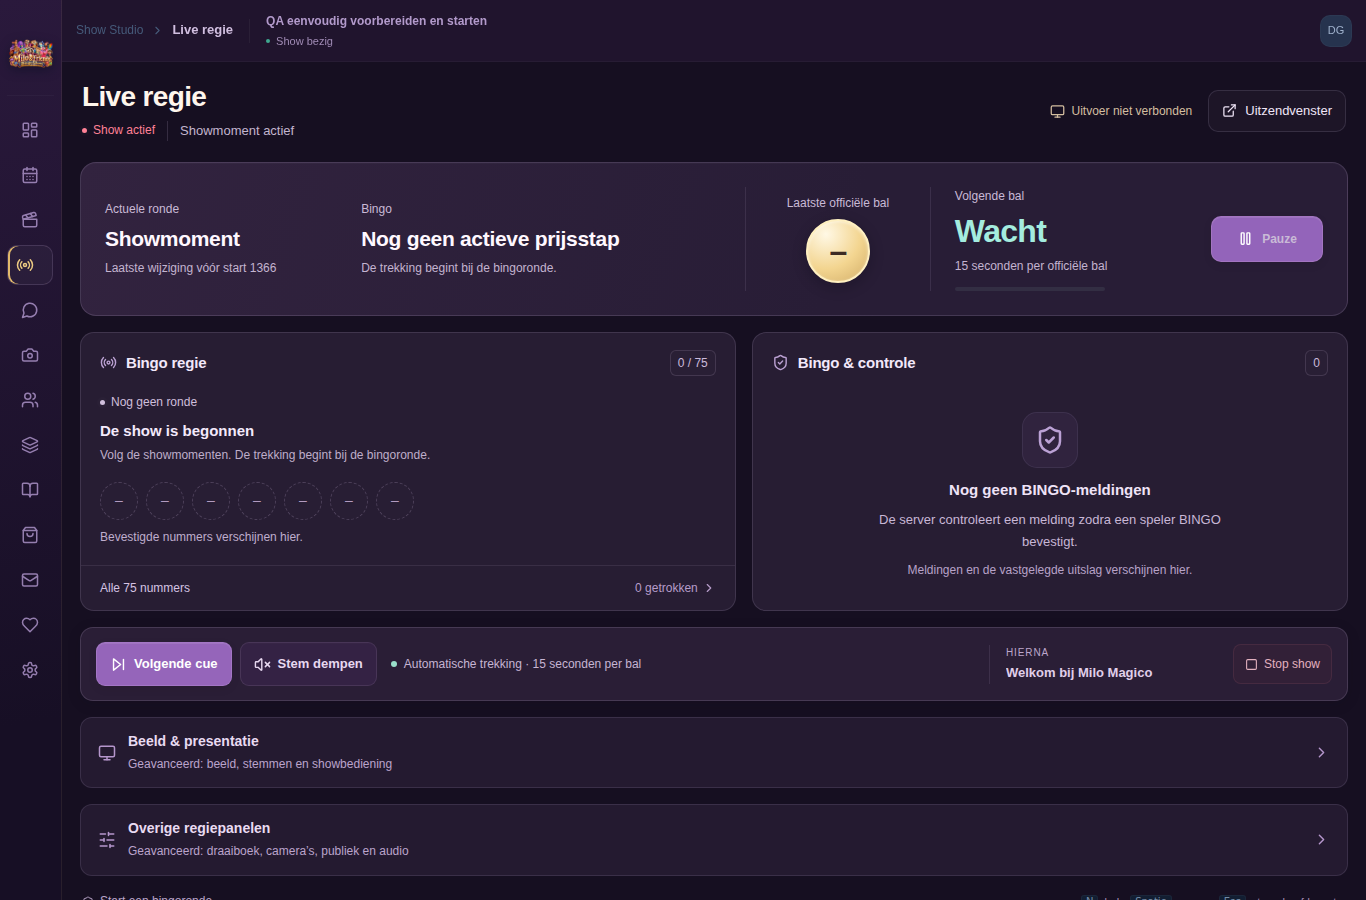 Show Studio
Live regie
QA eenvoudig voorbereiden en starten
Show bezig
DG
Live regie
Show actief
Showmoment actief
Uitvoer niet verbonden
Uitzendvenster
Actuele ronde
Showmoment
Laatste wijziging vóór start 1366
Bingo
Nog geen actieve prijsstap
De trekking begint bij de bingoronde.
Laatste officiële bal
–
Volgende bal
Wacht
15 seconden per officiële bal
Pauze
Bingo regie
0 / 75
Nog geen ronde
De show is begonnen
Volg de showmomenten. De trekking begint bij de bingoronde.
– – – – – – –
Bevestigde nummers verschijnen hier.
Alle 75 nummers
0 getrokken
Bingo & controle
0
Nog geen BINGO-meldingen
De server controleert een melding zodra een speler BINGO
bevestigt.
Meldingen en de vastgelegde uitslag verschijnen hier.
Volgende cue
Stem dempen
Automatische trekking · 15 seconden per bal
HIERNA
Welkom bij Milo Magico
Stop show
Beeld & presentatie
Geavanceerd: beeld, stemmen en showbediening
Overige regiepanelen
Geavanceerd: draaiboek, camera's, publiek en audio
Start een bingoronde